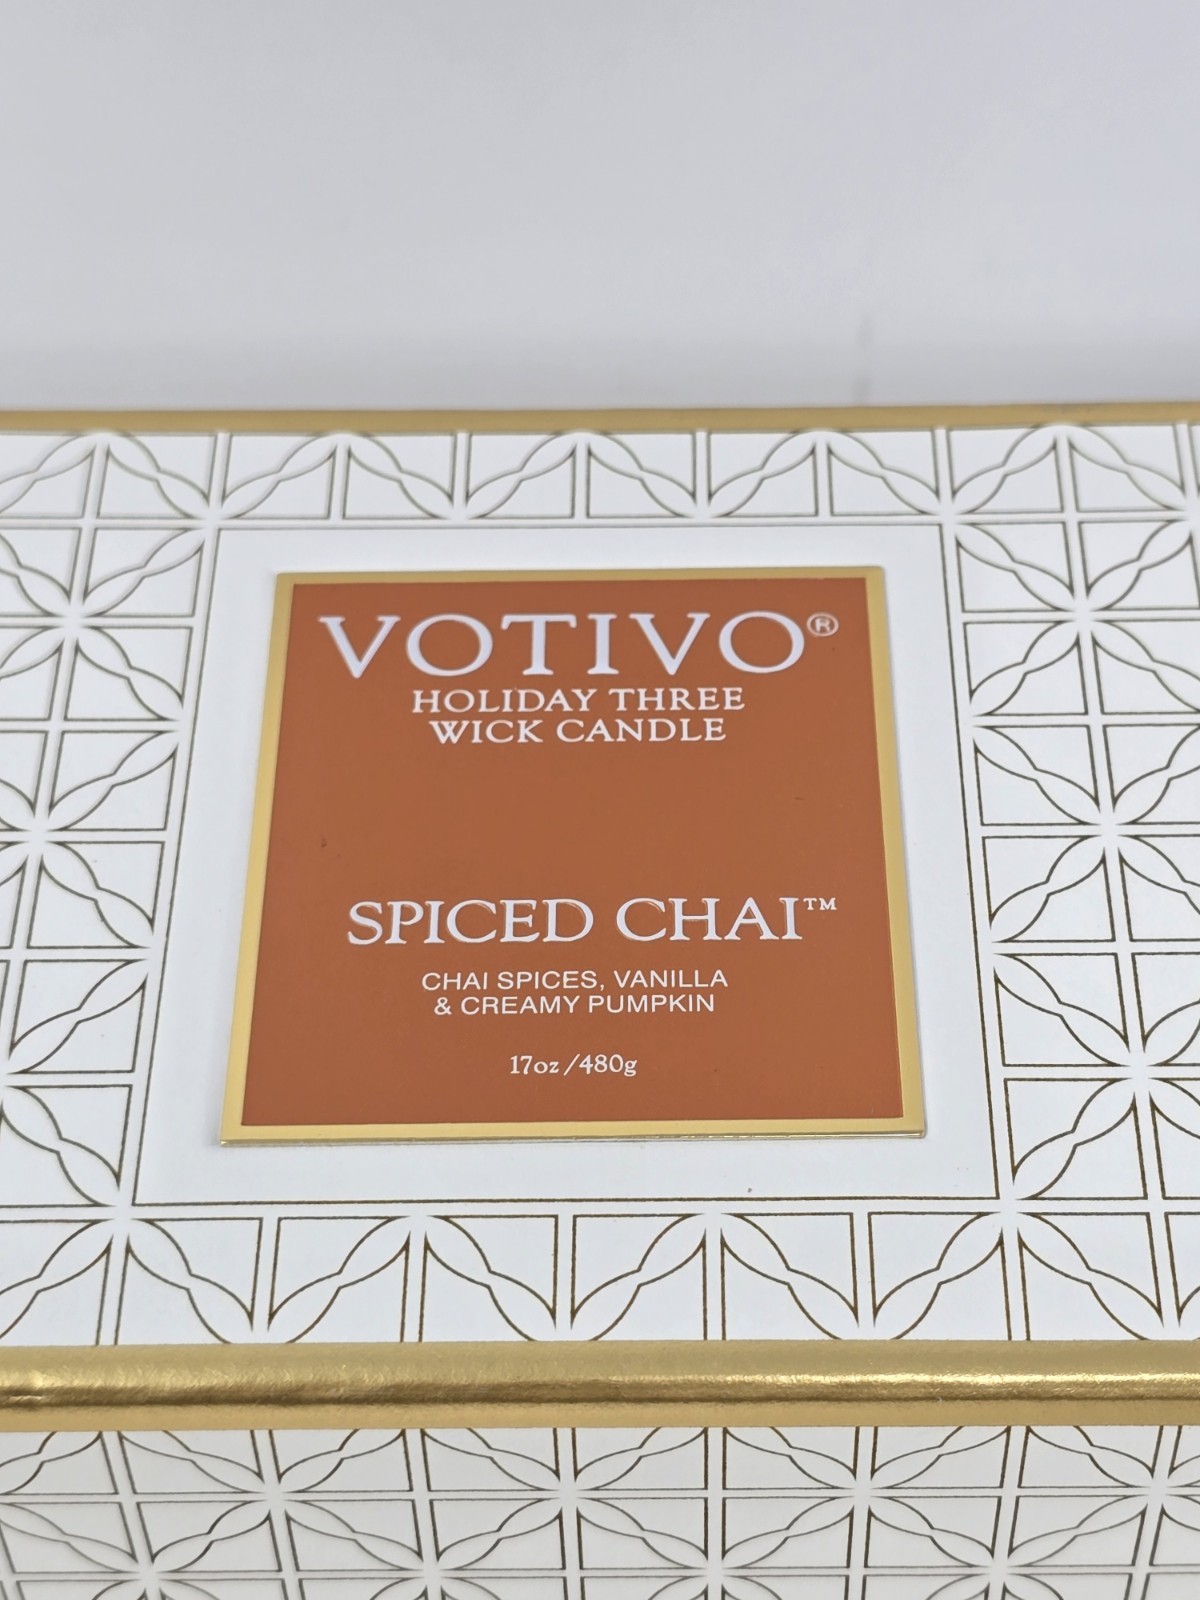 VOTIVO®
HOLIDAY THREE
WICK CANDLE
SPICED CHAI™
CHAI SPICES, VANILLA
& CREAMY PUMPKIN
17oz/480g